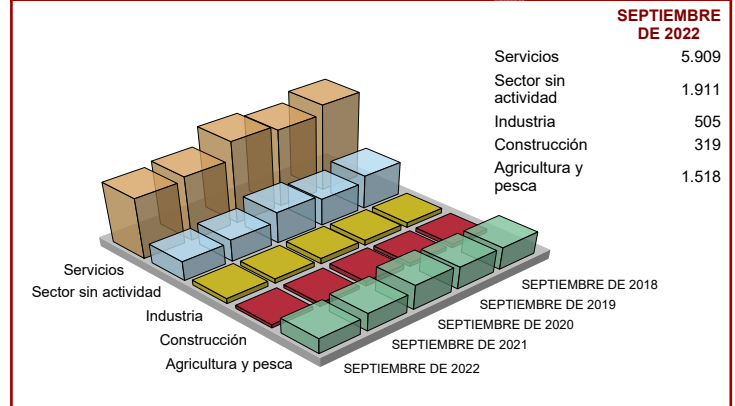 SEPTIEMBRE
DE 2022
Servicios 5.909
Sector sin
actividad 1.911
Industria 505
Construcción 319
Agricultura y
pesca 1.518
Servicios
Sector sin actividad
Industria
Construcción
Agricultura y pesca
SEPTIEMBRE DE 2018
SEPTIEMBRE DE 2019
SEPTIEMBRE DE 2020
SEPTIEMBRE DE 2021
SEPTIEMBRE DE 2022